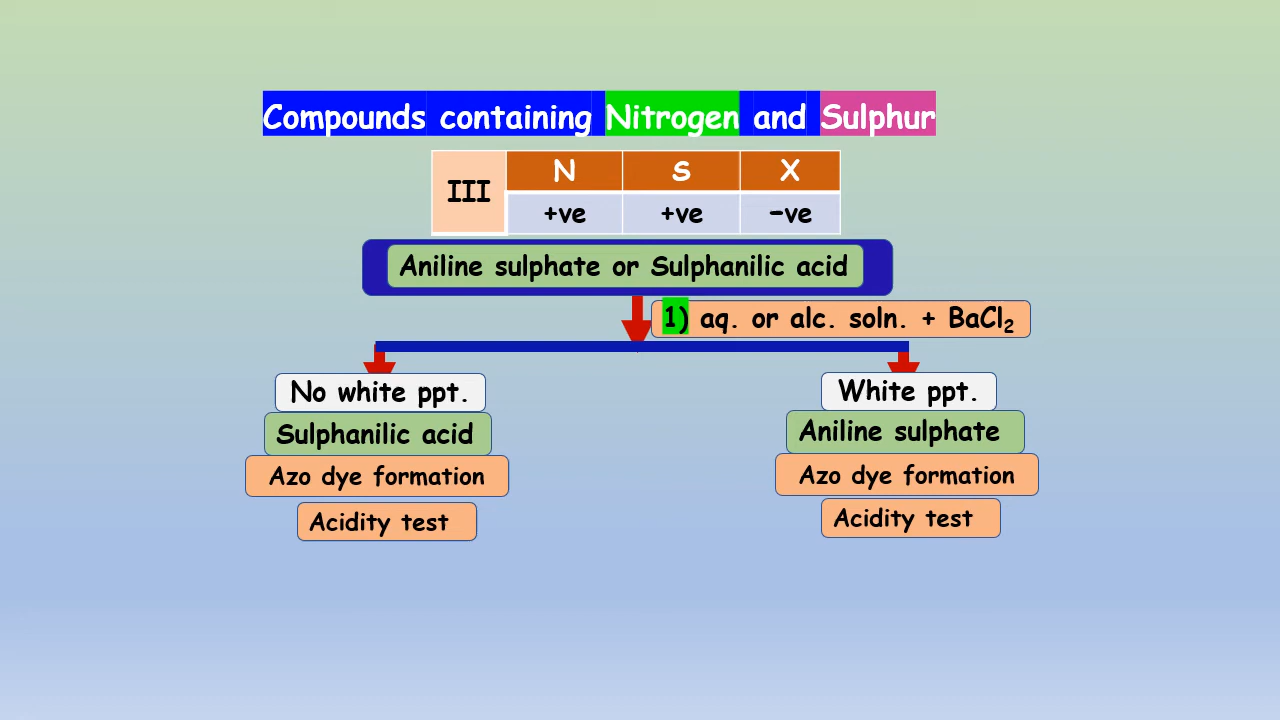 Compounds containing Nitrogen and Sulphur
III
N S X
+ve +ve −ve
Aniline sulphate or Sulphanilic acid
1) aq. or alc. soln. + BaCl₂
No white ppt.
Sulphanilic acid
Azo dye formation
Acidity test
White ppt.
Aniline sulphate
Azo dye formation
Acidity test